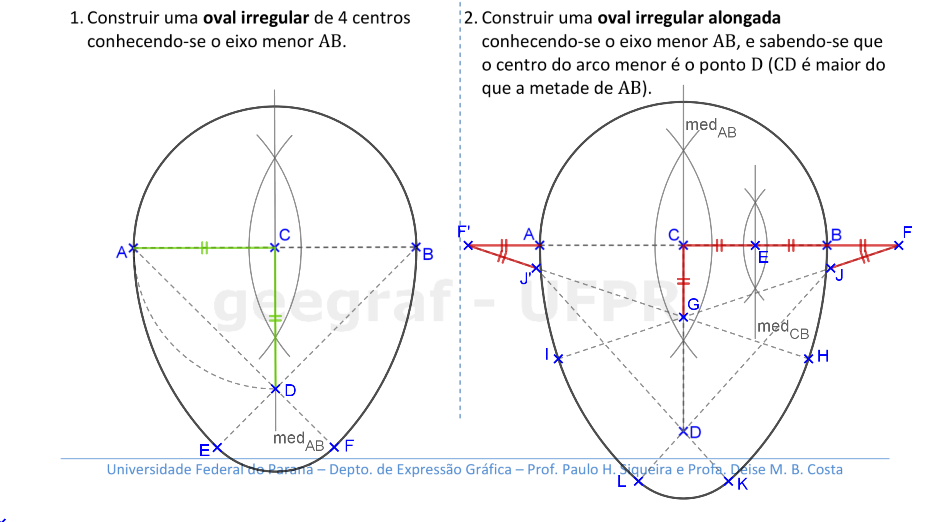 1. Construir uma oval irregular de 4 centros
conhecendo-se o eixo menor AB.
2. Construir uma oval irregular alongada
conhecendo-se o eixo menor AB, e sabendo-se que
o centro do arco menor é o ponto D (CD é maior do
que a metade de AB).
C
A
B
D
med AB
E
F
med AB
F'
A
C
B
F
E
J'
J
G
med CB
I
H
D
L
K
geegraf - UFPR
Universidade Federal do Paraná – Depto. de Expressão Gráfica – Prof. Paulo H. Siqueira e Profa. Deise M. B. Costa